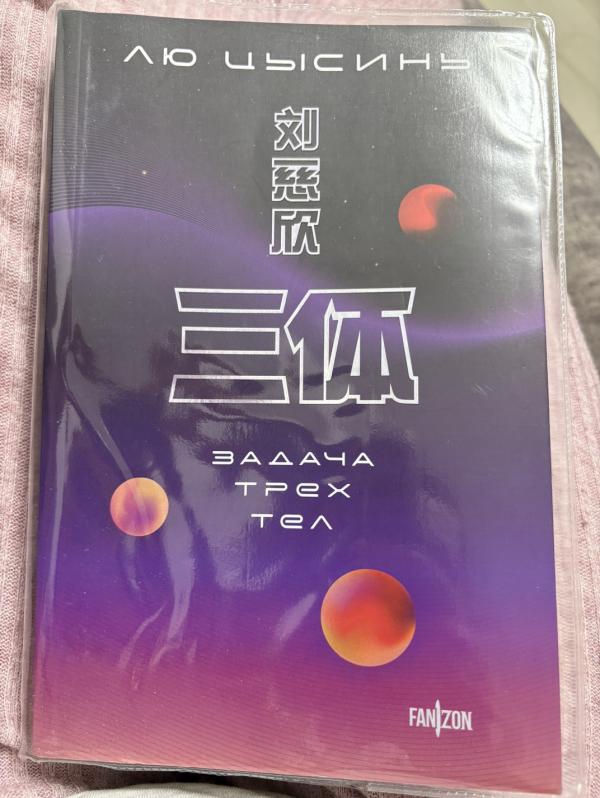 ЛЮ ЦЫСИНЬ
刘
慈
欣
三体
ЗАДАЧА
ТРЕХ
ТЕЛ
FANZON